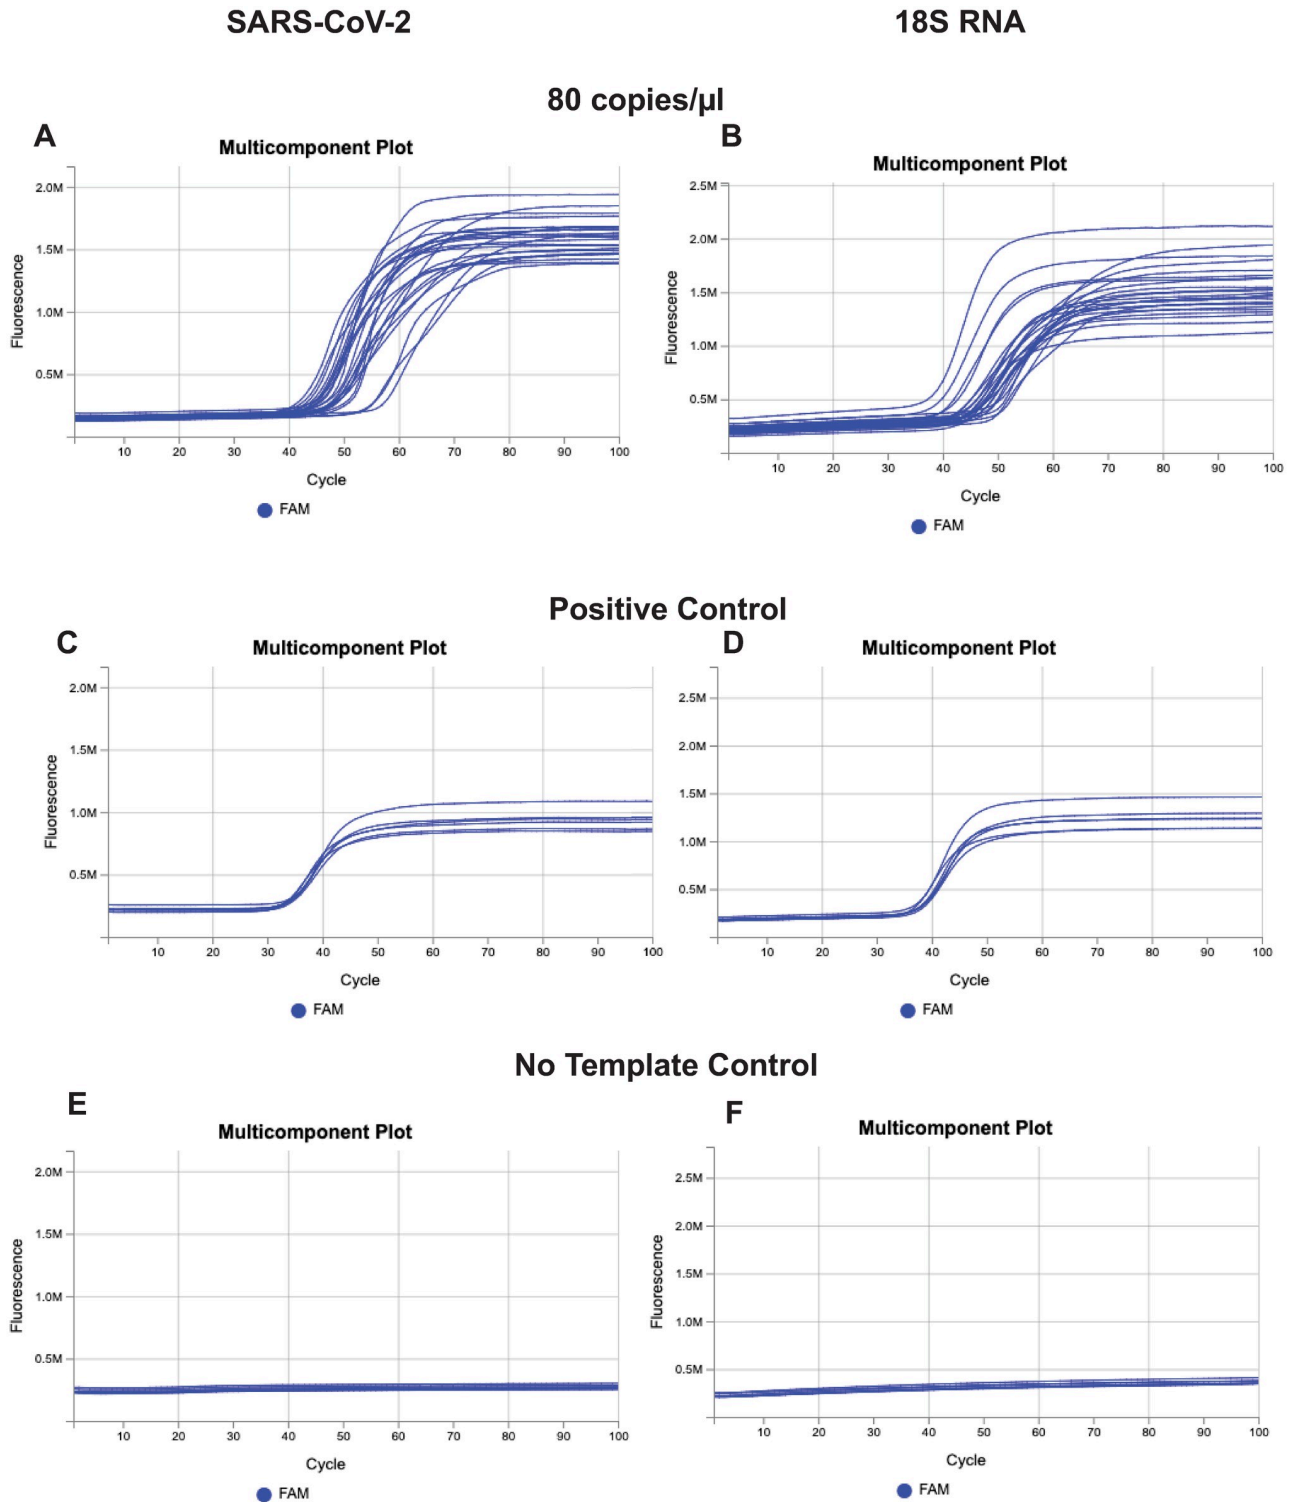 SARS-CoV-2 18S RNA
80 copies/µl
A B
Multicomponent Plot Multicomponent Plot
2.0M
1.5M
1.0M
0.5M
Fluorescence
10 20 30 40 50 60 70 80 90 100
Cycle
FAM
2.5M
2.0M
1.5M
1.0M
0.5M
Fluorescence
10 20 30 40 50 60 70 80 90 100
Cycle
FAM
Positive Control
C D
Multicomponent Plot Multicomponent Plot
2.0M
1.5M
1.0M
0.5M
Fluorescence
10 20 30 40 50 60 70 80 90 100
Cycle
FAM
2.5M
2.0M
1.5M
1.0M
0.5M
10 20 30 40 50 60 70 80 90 100
Cycle
FAM
No Template Control
E F
Multicomponent Plot Multicomponent Plot
2.0M
1.5M
1.0M
0.5M
Fluorescence
10 20 30 40 50 60 70 80 90 100
Cycle
FAM
2.5M
2.0M
1.5M
1.0M
0.5M
Fluorescence
10 20 30 40 50 60 70 80 90 100
Cycle
FAM